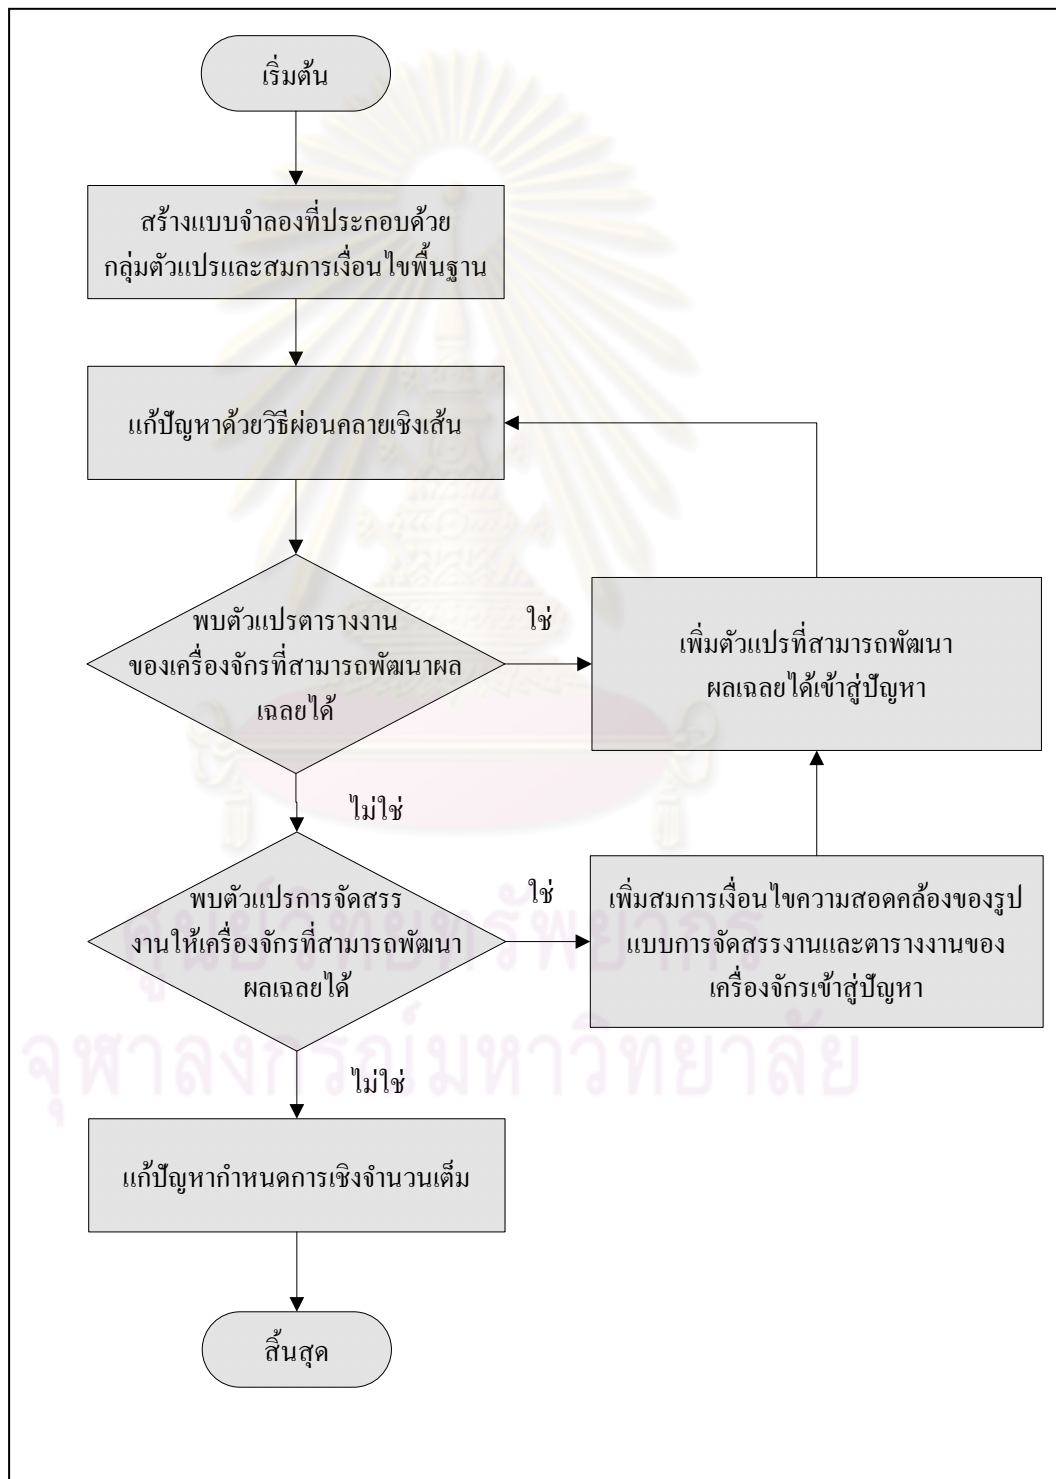 เริ่มต้น
สร้างแบบจำลองที่ประกอบด้วย
กลุ่มตัวแปรและสมการเงื่อนไขพื้นฐาน
แก้ปัญหาด้วยวิธีผ่อนคลายเชิงเส้น
พบตัวแปรตารางงาน
ของเครื่องจักรที่สามารถพัฒนาผล
เฉลยได้
ใช่
เพิ่มตัวแปรที่สามารถพัฒนา
ผลเฉลยได้เข้าสู่ปัญหา
ไม่ใช่
พบตัวแปรการจัดสรร
งานให้เครื่องจักรที่สามารถพัฒนา
ผลเฉลยได้
ใช่
เพิ่มสมการเงื่อนไขความสอดคล้องของรูป
แบบการจัดสรรงานและตารางงานของ
เครื่องจักรเข้าสู่ปัญหา
ไม่ใช่
แก้ปัญหากำหนดการเชิงจำนวนเต็ม
สิ้นสุด
ศูนย์วิทยทรัพยากร
จุฬาลงกรณ์มหาวิทยาลัย